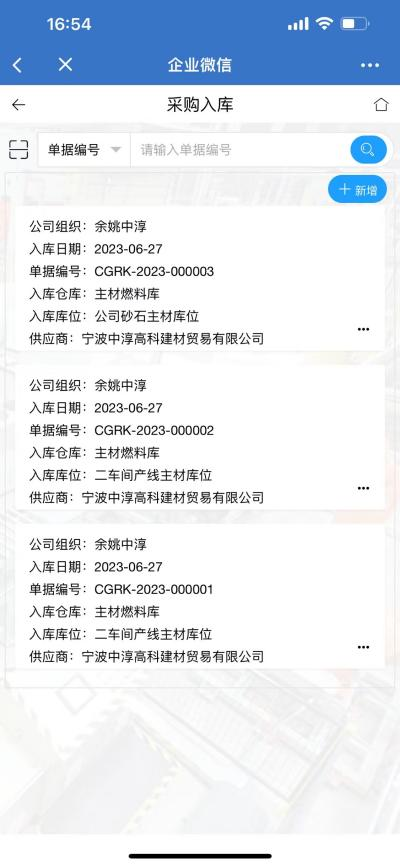 16:54
企业微信
采购入库
单据编号
请输入单据编号
新增
公司组织：余姚中淳
入库日期：2023-06-27
单据编号：CGRK-2023-000003
入库仓库：主材燃料库
入库库位：公司砂石主材库位
供应商：宁波中淳高科建材贸易有限公司
公司组织：余姚中淳
入库日期：2023-06-27
单据编号：CGRK-2023-000002
入库仓库：主材燃料库
入库库位：二车间产线主材库位
供应商：宁波中淳高科建材贸易有限公司
公司组织：余姚中淳
入库日期：2023-06-27
单据编号：CGRK-2023-000001
入库仓库：主材燃料库
入库库位：二车间产线主材库位
供应商：宁波中淳高科建材贸易有限公司